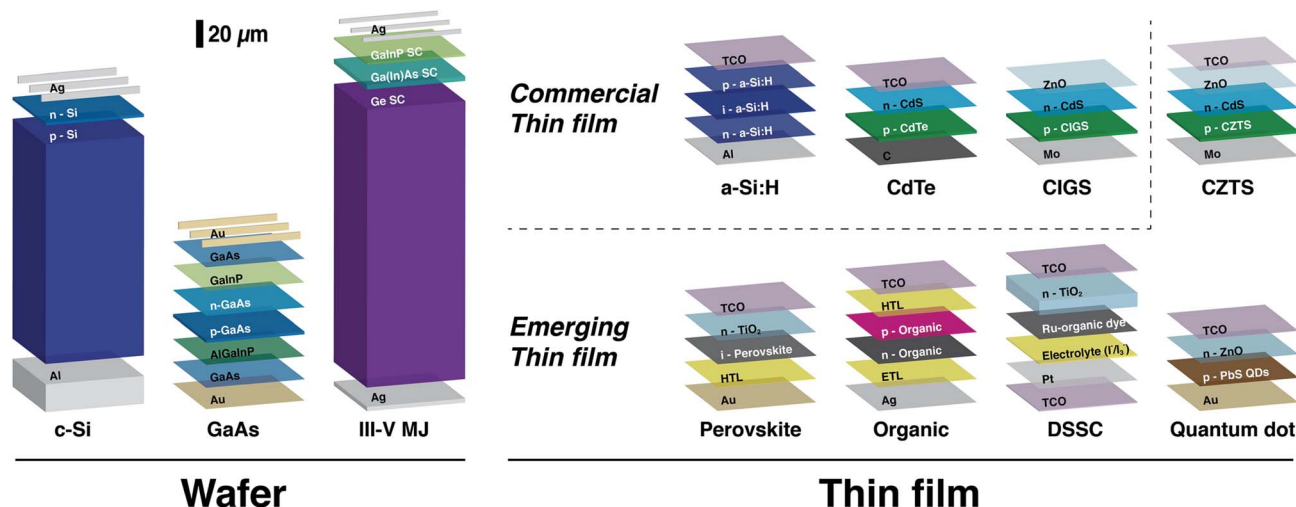 20 µm
Ag
n - Si
p - Si
Al
c-Si
Au
GaAs
GaInP
n-GaAs
p-GaAs
AlGaInP
GaAs
Au
GaAs
Ag
GaInP SC
Ga(In)As SC
Ge SC
Ag
III-V MJ
Wafer
Commercial
Thin film
TCO
p - a-Si:H
i - a-Si:H
n - a-Si:H
Al
a-Si:H
TCO
n - CdS
p - CdTe
C
CdTe
ZnO
n - CdS
p - CIGS
Mo
CIGS
TCO
ZnO
n - CdS
p - CZTS
Mo
CZTS
Emerging
Thin film
TCO
n - TiO₂
i - Perovskite
HTL
Au
Perovskite
TCO
HTL
p - Organic
n - Organic
ETL
Ag
Organic
TCO
n - TiO₂
Ru-organic dye
Electrolyte (I⁻/I₃⁻)
Pt
TCO
DSSC
TCO
n - ZnO
p - PbS QDs
Au
Quantum dot
Thin film